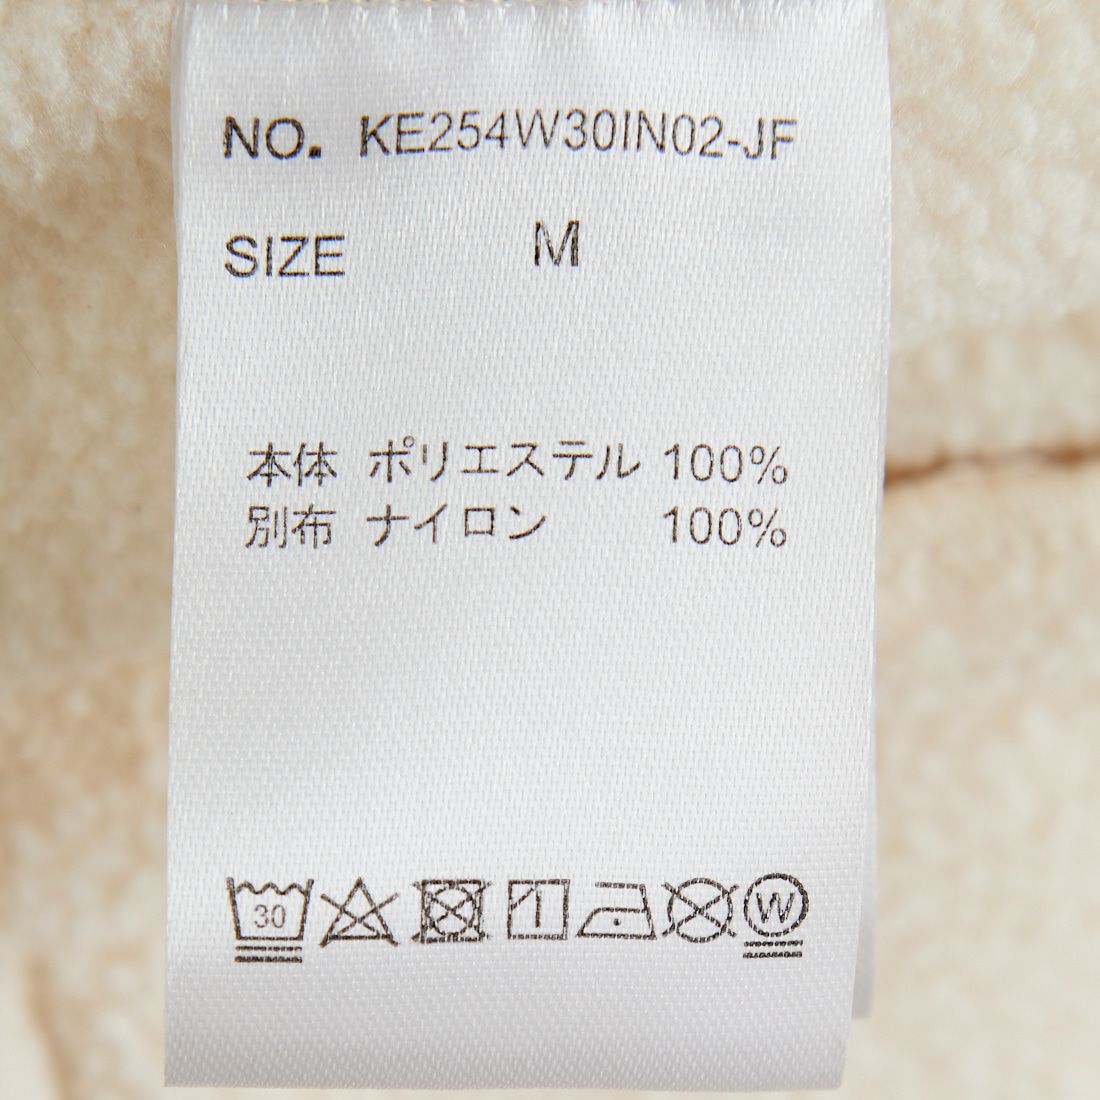 NO. KE254W30IN02-JF
SIZE M
本体 ポリエステル 100%
別布 ナイロン 100%
30 W